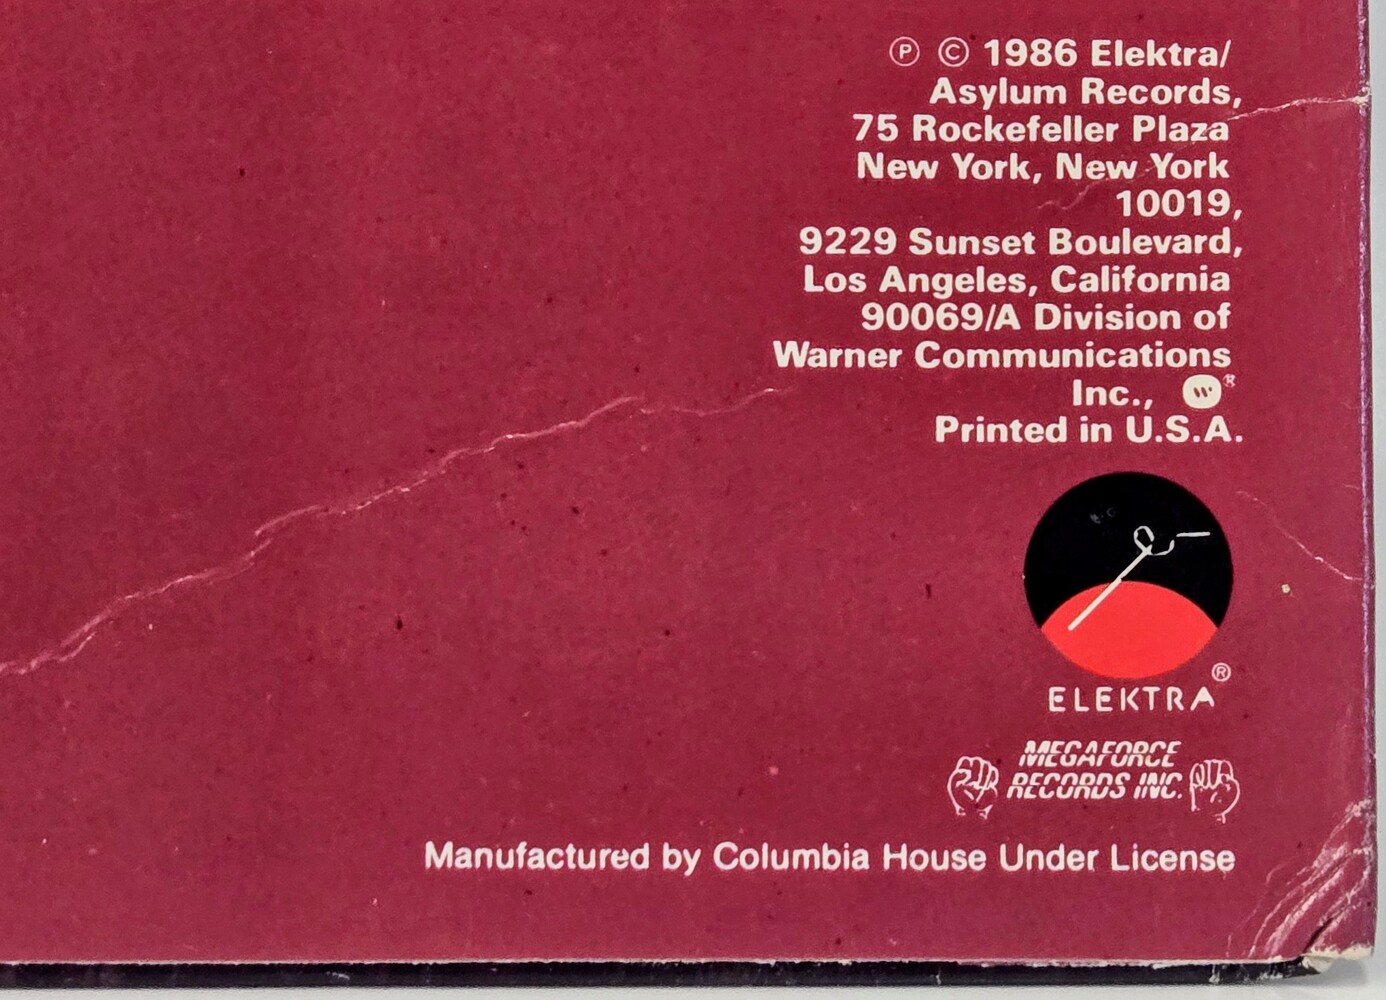 Ⓟ © 1986 Elektra/
Asylum Records,
75 Rockefeller Plaza
New York, New York
10019,
9229 Sunset Boulevard,
Los Angeles, California
90069/A Division of
Warner Communications
Inc., W®
Printed in U.S.A.
e
ELEKTRA®
MEGAFORCE
RECORDS INC.
Manufactured by Columbia House Under License